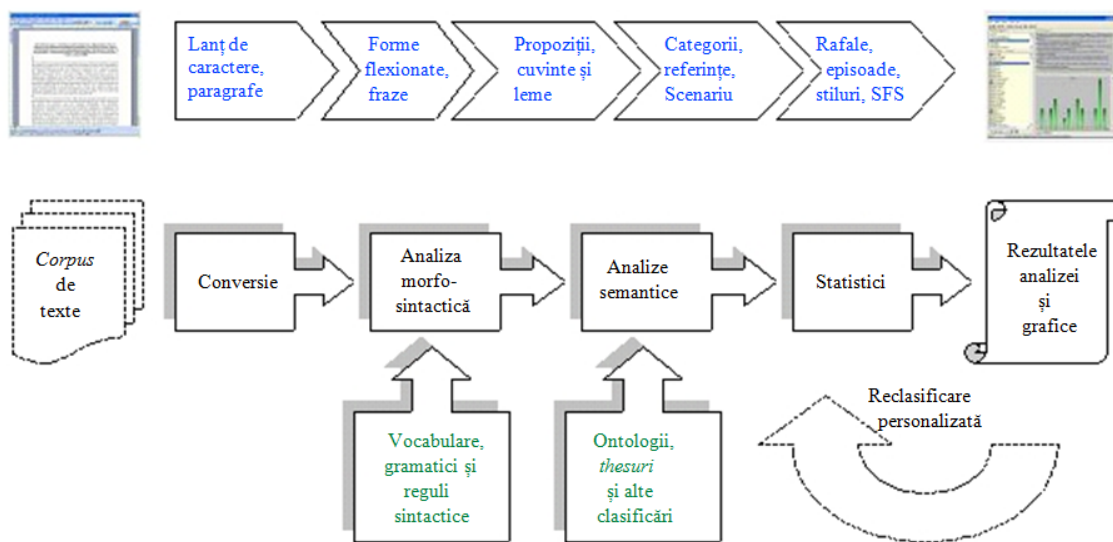 Lanț de
caractere,
paragrafe
Forme
flexionate,
fraze
Propoziții,
cuvinte și
leme
Categorii,
referințe,
Scenariu
Rafale,
episoade,
stiluri, SFS
Corpus
de
texte
Conversie
Analiza
morfo-
sintactică
Analize
semantice
Statistici
Rezultatele
analizei
și
grafice
Vocabulare,
gramatici și
reguli
sintactice
Ontologii,
thesuri
și alte
clasificări
Reclasificare
personalizată